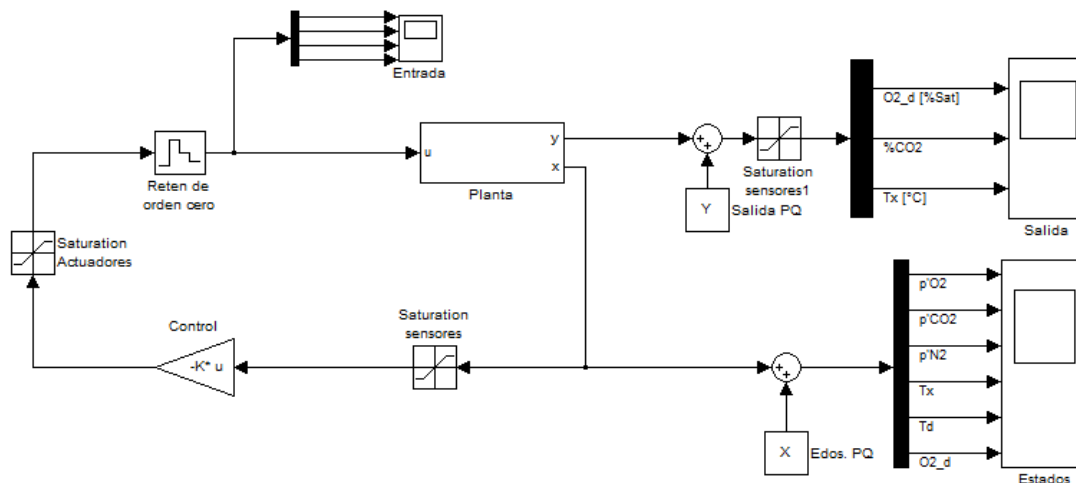 Entrada
O2_d [%Sat]
%CO2
Tx [°C]
Salida
Reten de
orden cero
u
y
x
Planta
+
+
Saturation
sensores1
Y
Salida PQ
Saturation
Actuadores
Control
-K* u
Saturation
sensores
+
+
X
Edos. PQ
p'O2
p'CO2
p'N2
Tx
Td
O2_d
Estados